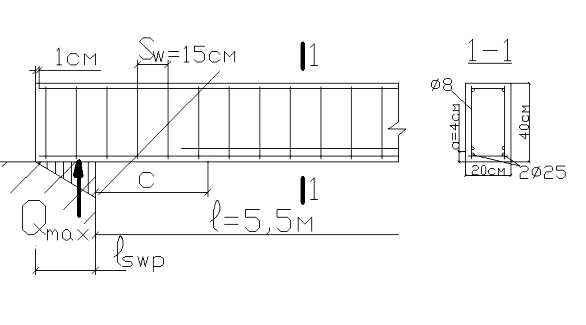 1см
Sw=15см
1
1-1
ø8
a=4см
40см
20см
2ø25
c
1
Qmax
l=5,5м
lswp